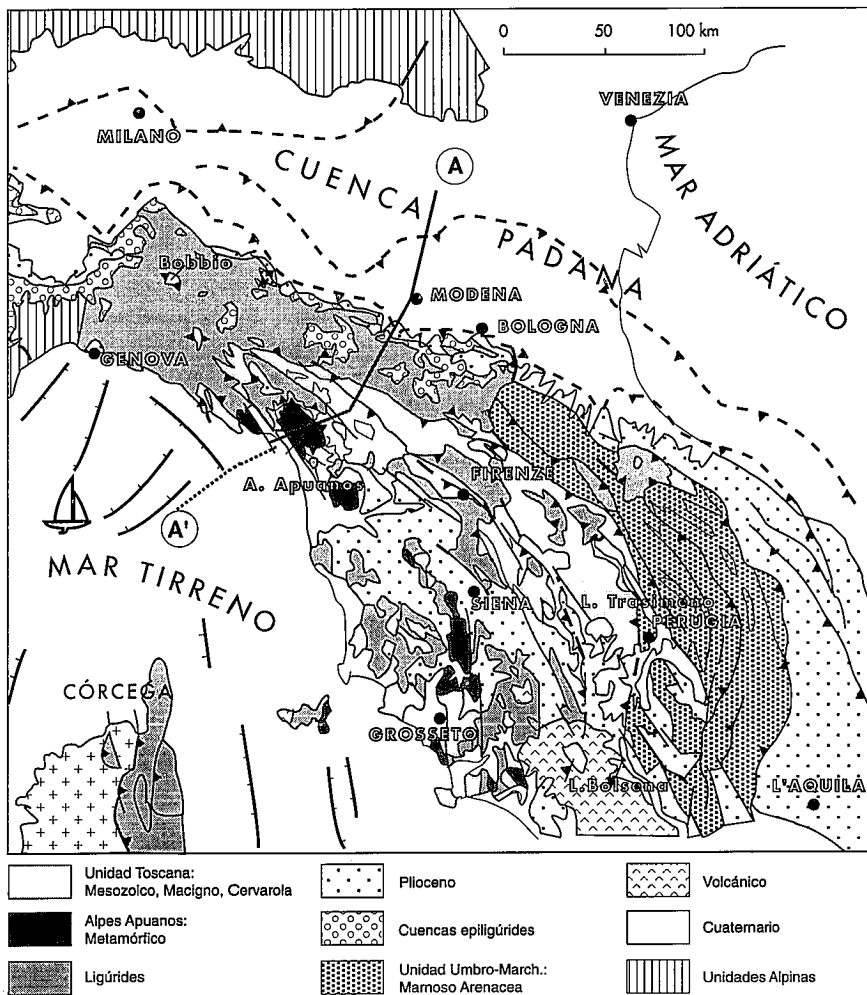 0 50 100 km
VENEZIA
MILANO
CUENCA
A
MAR ADRIÁTICO
PADANA
Bobbio
MODENA
BOLOGNA
GENOVA
FIRENZE
A. Apuanos
A'
MAR TIRRENO
SIENA
L. Trasimeno
PERUGIA
CÓRCEGA
GROSSETO
L.Bolsena
L'AQUILA
Unidad Toscana:
Mesozolco, Macigno, Cervarola
Plioceno
Volcánico
Alpes Apuanos:
Metamórfico
Cuencas epiligúrides
Cuaternario
Ligúrides
Unidad Umbro-March.:
Marnoso Arenacea
Unidades Alpinas